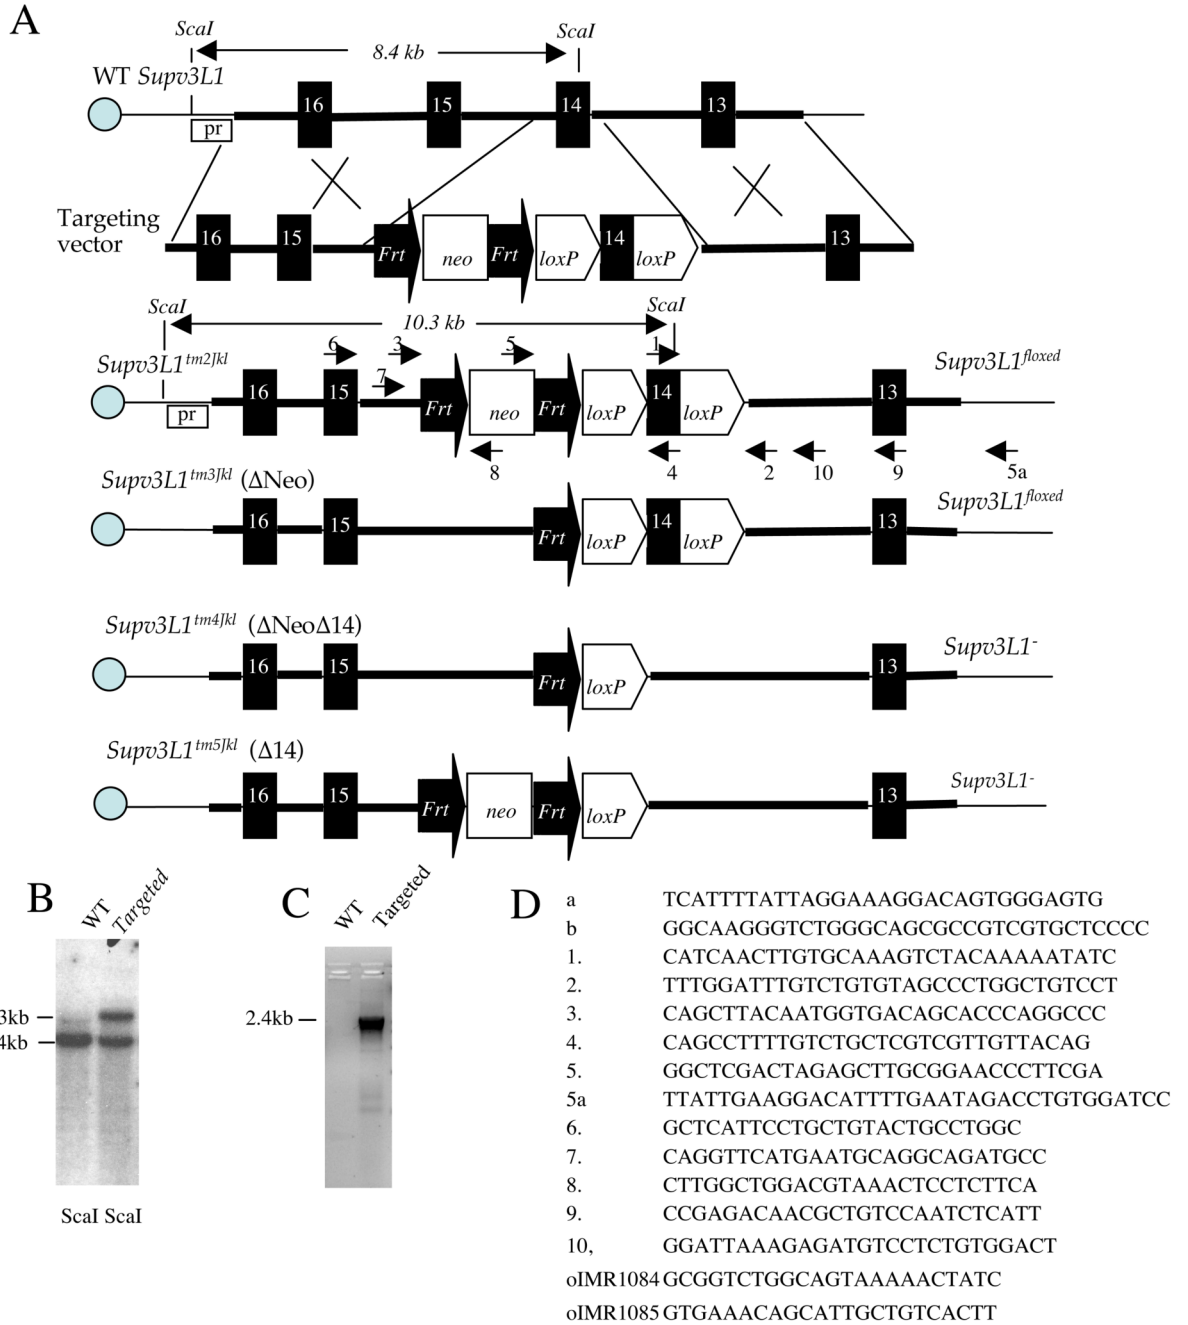 A
ScaI
ScaI
8.4 kb
WT Supv3L1
16
15
14
13
pr
Targeting
vector
16
15
Frt
neo
Frt
loxP
14
loxP
13
ScaI
ScaI
10.3 kb
6
3
5
1
7
Supv3L1tm2Jkl
Supv3L1floxed
16
15
Frt
neo
Frt
loxP
14
loxP
13
pr
8
4
2
10
9
5a
Supv3L1tm3Jkl (ΔNeo)
Supv3L1floxed
16
15
Frt
loxP
14
loxP
13
Supv3L1tm4Jkl (ΔNeoΔ14)
Supv3L1-
16
15
Frt
loxP
13
Supv3L1tm5Jkl (Δ14)
Supv3L1-
16
15
Frt
neo
Frt
loxP
13
B
WT
Targeted
3kb
4kb
ScaI ScaI
C
WT
Targeted
2.4kb
D
a TCATTTTATTAGGAAAGGACAGTGGGAGTG
b GGCAAGGGTCTGGGCAGCGCCGTCGTGCTCCCC
1. CATCAACTTGTGCAAAGTCTACAAAAATATC
2. TTTGGATTTGTCTGTGTAGCCCTGGCTGTCCT
3. CAGCTTACAATGGTGACAGCACCCAGGCCC
4. CAGCCTTTTGTCTGCTCGTCGTTGTTACAG
5. GGCTCGACTAGAGCTTGCGGAACCCTTCGA
5a TTATTGAAGGACATTTTGAATAGACCTGTGGATCC
6. GCTCATTCCTGCTGTACTGCCTGGC
7. CAGGTTCATGAATGCAGGCAGATGCC
8. CTTGGCTGGACGTAAACTCCTCTTCA
9. CCGAGACAACGCTGTCCAATCTCATT
10, GGATTAAAGAGATGTCCTCTGTGGACT
oIMR1084 GCGGTCTGGCAGTAAAAACTATC
oIMR1085 GTGAAACAGCATTGCTGTCACTT